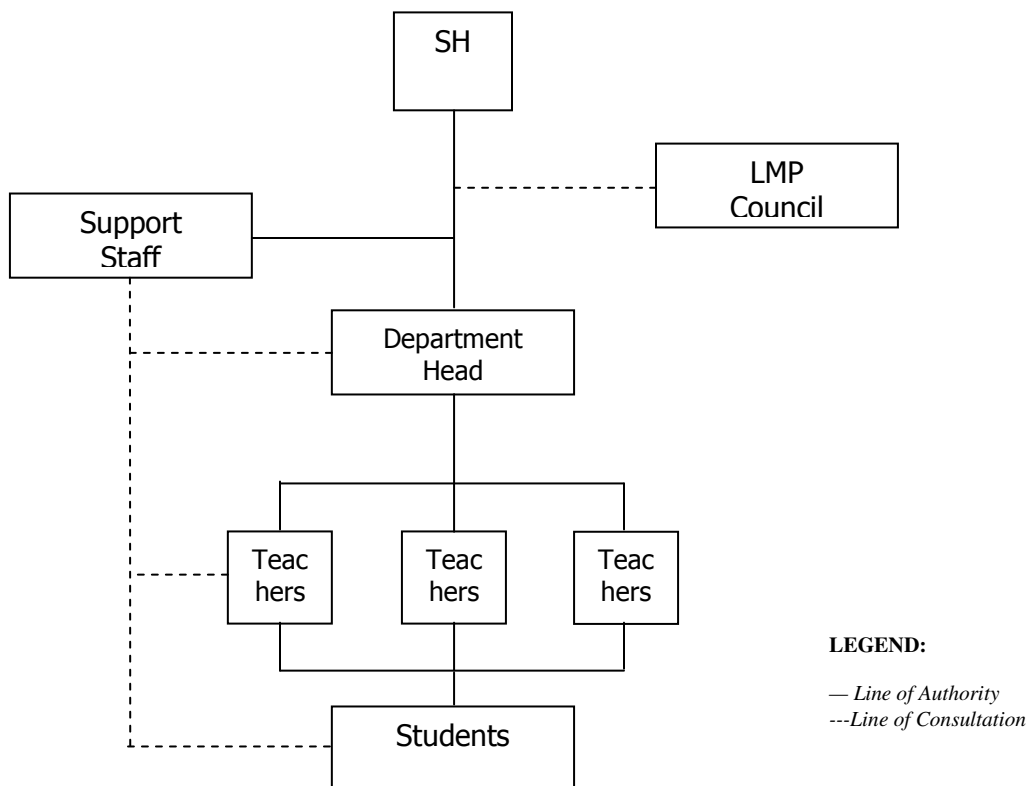 SH
LMP
Council
Support
Staff
Department
Head
Teac
hers
Teac
hers
Teac
hers
LEGEND:
— Line of Authority
---Line of Consultation
Students